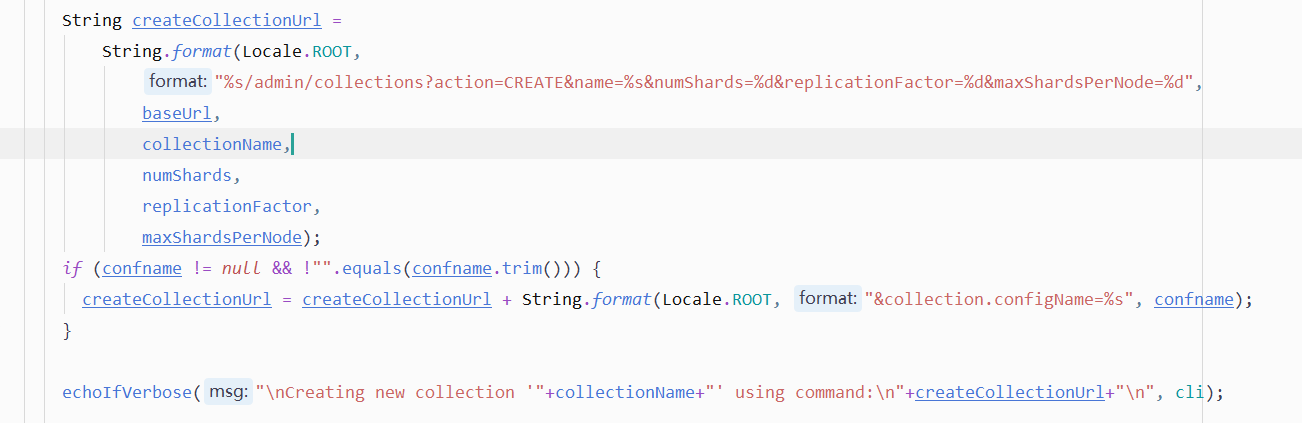 String createCollectionUrl =
String.format(Locale.ROOT,
format: "%s/admin/collections?action=CREATE&name=%s&numShards=%d&replicationFactor=%d&maxShardsPerNode=%d",
baseUrl,
collectionName,
numShards,
replicationFactor,
maxShardsPerNode);
if (confname != null && !"".equals(confname.trim())) {
createCollectionUrl = createCollectionUrl + String.format(Locale.ROOT, format: "&collection.configName=%s", confname);
}
echoIfVerbose( msg: "\nCreating new collection '"+collectionName+"' using command:\n"+createCollectionUrl+"\n", cli);